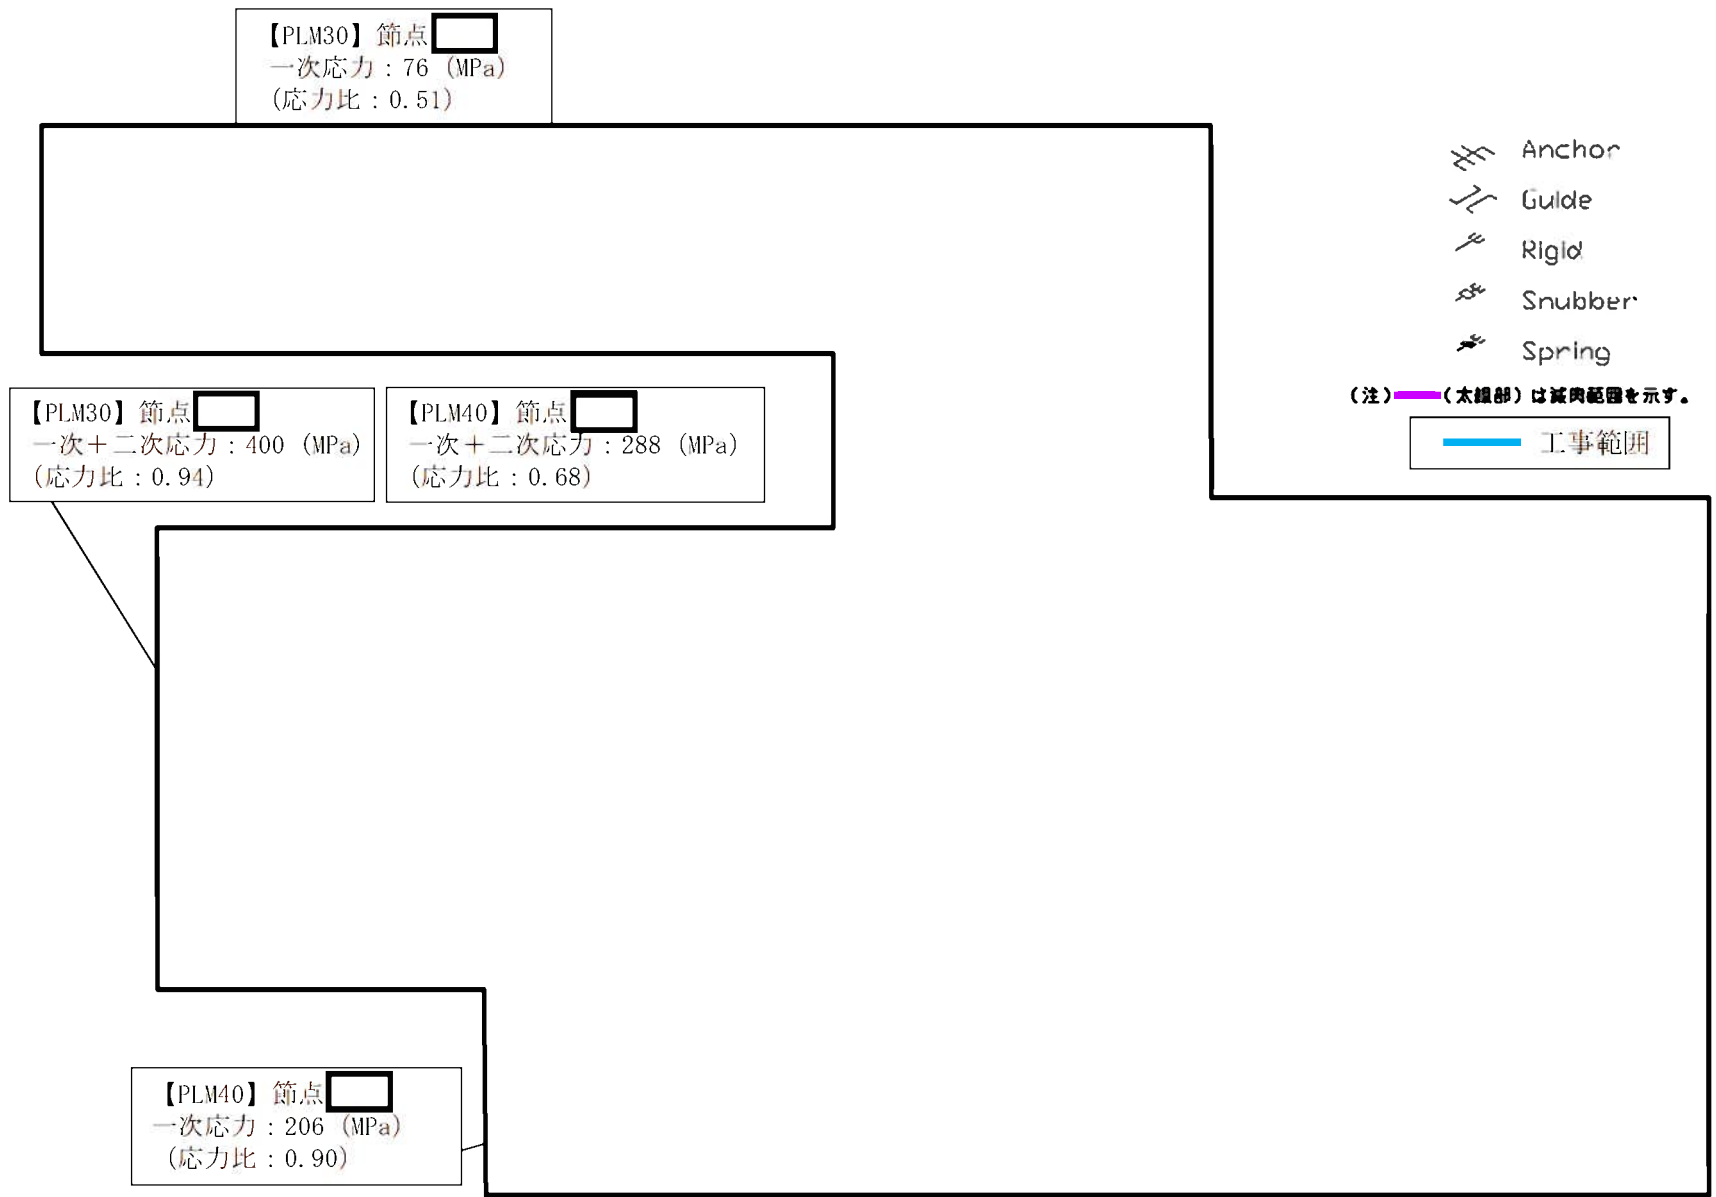 【PLM30】節点
一次応力：76 (MPa)
(応力比：0.51)
Anchor
Guide
Rigid
Snubber
Spring
(注) (太線部) は減肉範囲を示す。
工事範囲
【PLM30】節点
一次＋二次応力：400 (MPa)
(応力比：0.94)
【PLM40】節点
一次＋二次応力：288 (MPa)
(応力比：0.68)
【PLM40】節点
一次応力：206 (MPa)
(応力比：0.90)